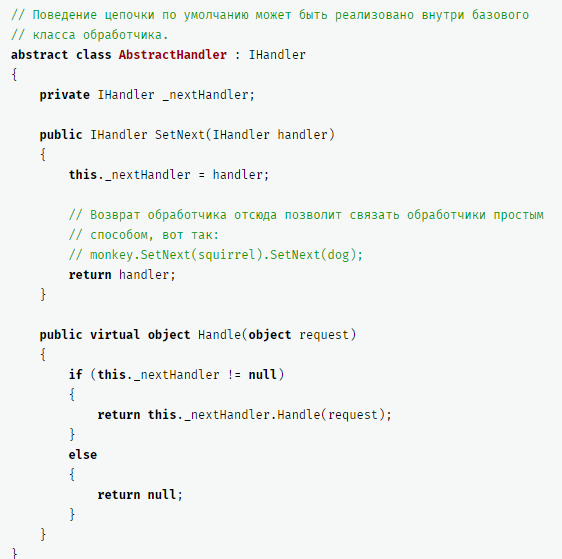 // Поведение цепочки по умолчанию может быть реализовано внутри базового
// класса обработчика.
abstract class AbstractHandler : IHandler
{
    private IHandler _nextHandler;

    public IHandler SetNext(IHandler handler)
    {
        this._nextHandler = handler;

        // Возврат обработчика отсюда позволит связать обработчики простым
        // способом, вот так:
        // monkey.SetNext(squirrel).SetNext(dog);
        return handler;
    }

    public virtual object Handle(object request)
    {
        if (this._nextHandler != null)
        {
            return this._nextHandler.Handle(request);
        }
        else
        {
            return null;
        }
    }
}